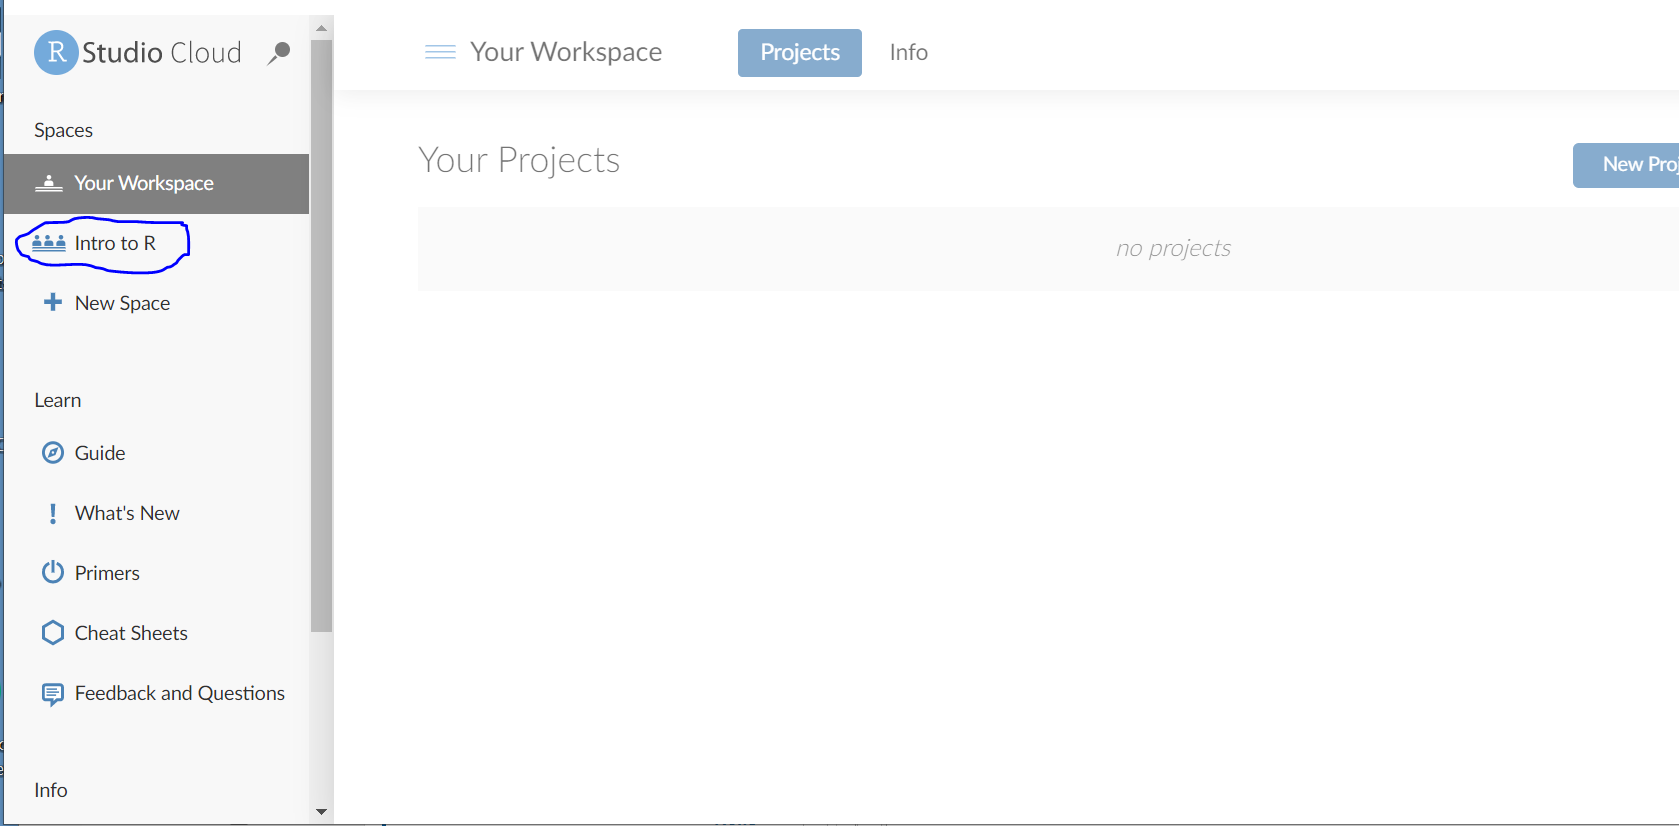 R Studio Cloud
Spaces
Your Workspace
Intro to R
+ New Space
Learn
Guide
! What's New
Primers
Cheat Sheets
Feedback and Questions
Info
Your Workspace Projects Info
Your Projects
New Proj
no projects